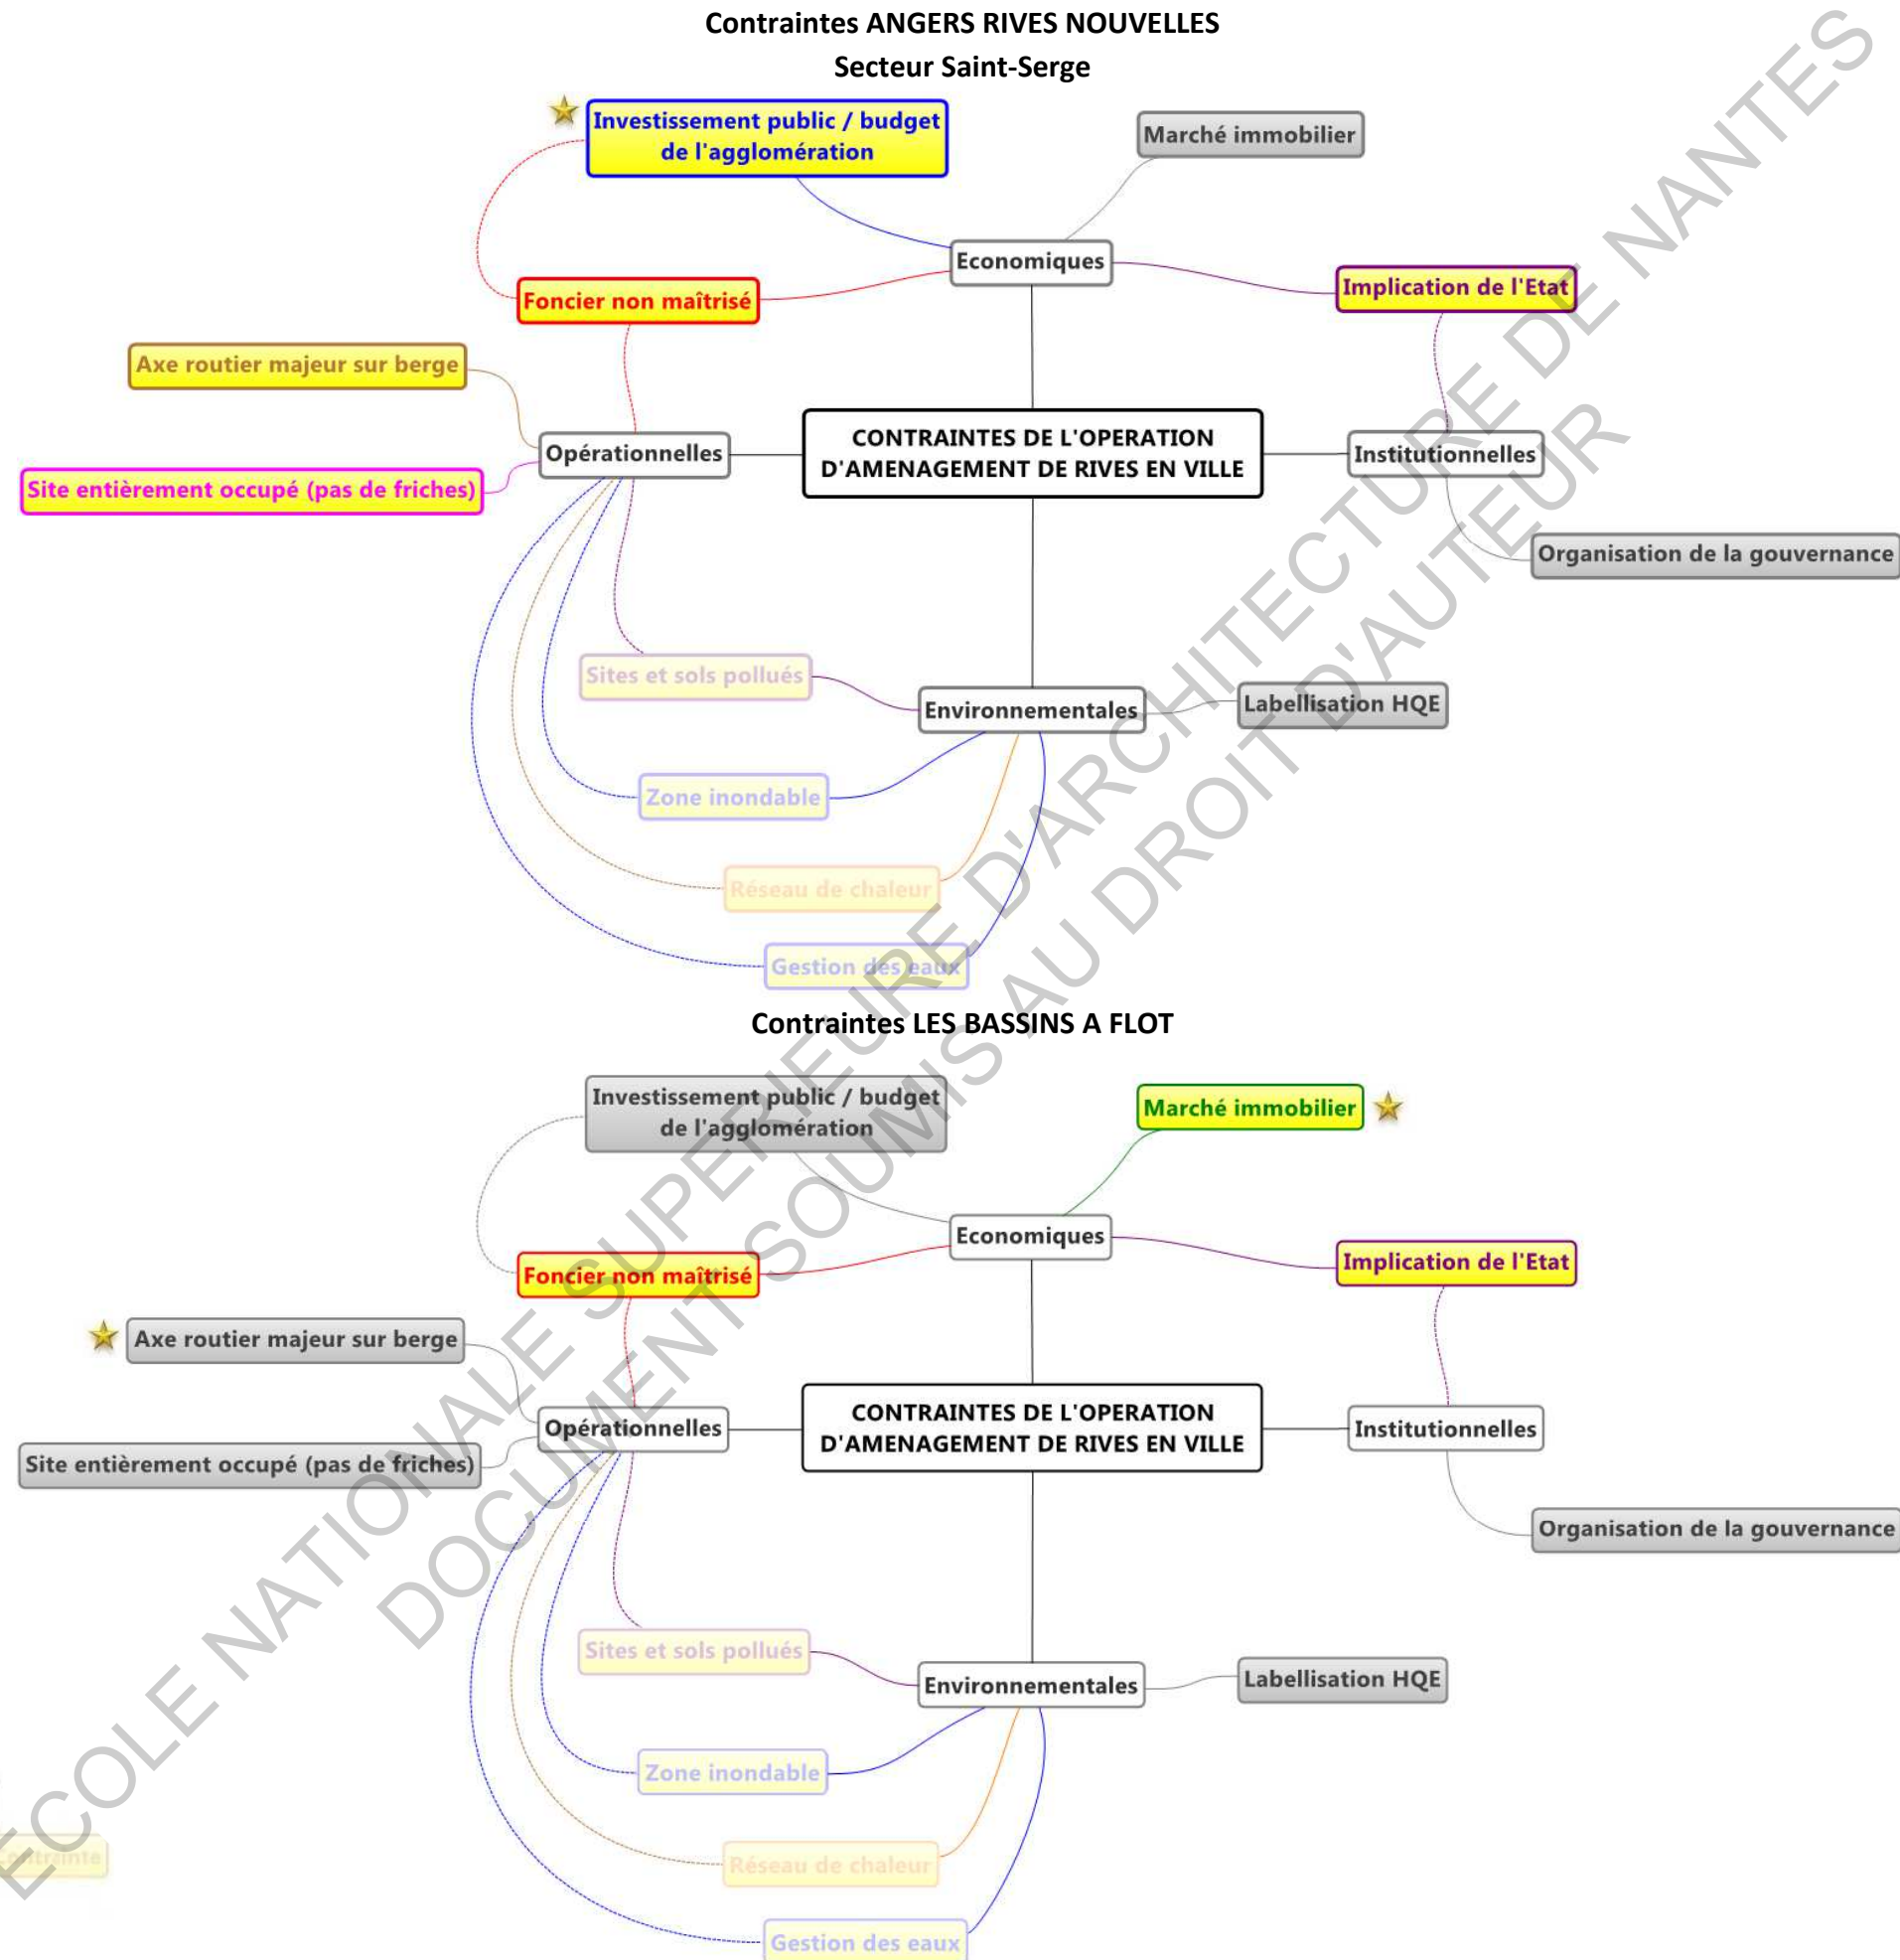 Contraintes ANGERS RIVES NOUVELLES
Secteur Saint-Serge
Investissement public / budget
de l'agglomération
Marché immobilier
Economiques
Implication de l'Etat
Foncier non maîtrisé
Axe routier majeur sur berge
CONTRAINTES DE L'OPERATION
D'AMENAGEMENT DE RIVES EN VILLE
Opérationnelles
Institutionnelles
Site entièrement occupé (pas de friches)
Organisation de la gouvernance
Sites et sols pollués
Environnementales
Labellisation HQE
Zone inondable
Réseau de chaleur
Gestion des eaux
Contraintes LES BASSINS A FLOT
Investissement public / budget
de l'agglomération
Marché immobilier
Economiques
Implication de l'Etat
Foncier non maîtrisé
Axe routier majeur sur berge
CONTRAINTES DE L'OPERATION
D'AMENAGEMENT DE RIVES EN VILLE
Opérationnelles
Institutionnelles
Site entièrement occupé (pas de friches)
Organisation de la gouvernance
Sites et sols pollués
Environnementales
Labellisation HQE
Zone inondable
Contrainte
Réseau de chaleur
Gestion des eaux
ECOLE NATIONALE SUPERIEURE D'ARCHITECTURE DE NANTES
DOCUMENT SOUMIS AU DROIT D'AUTEUR